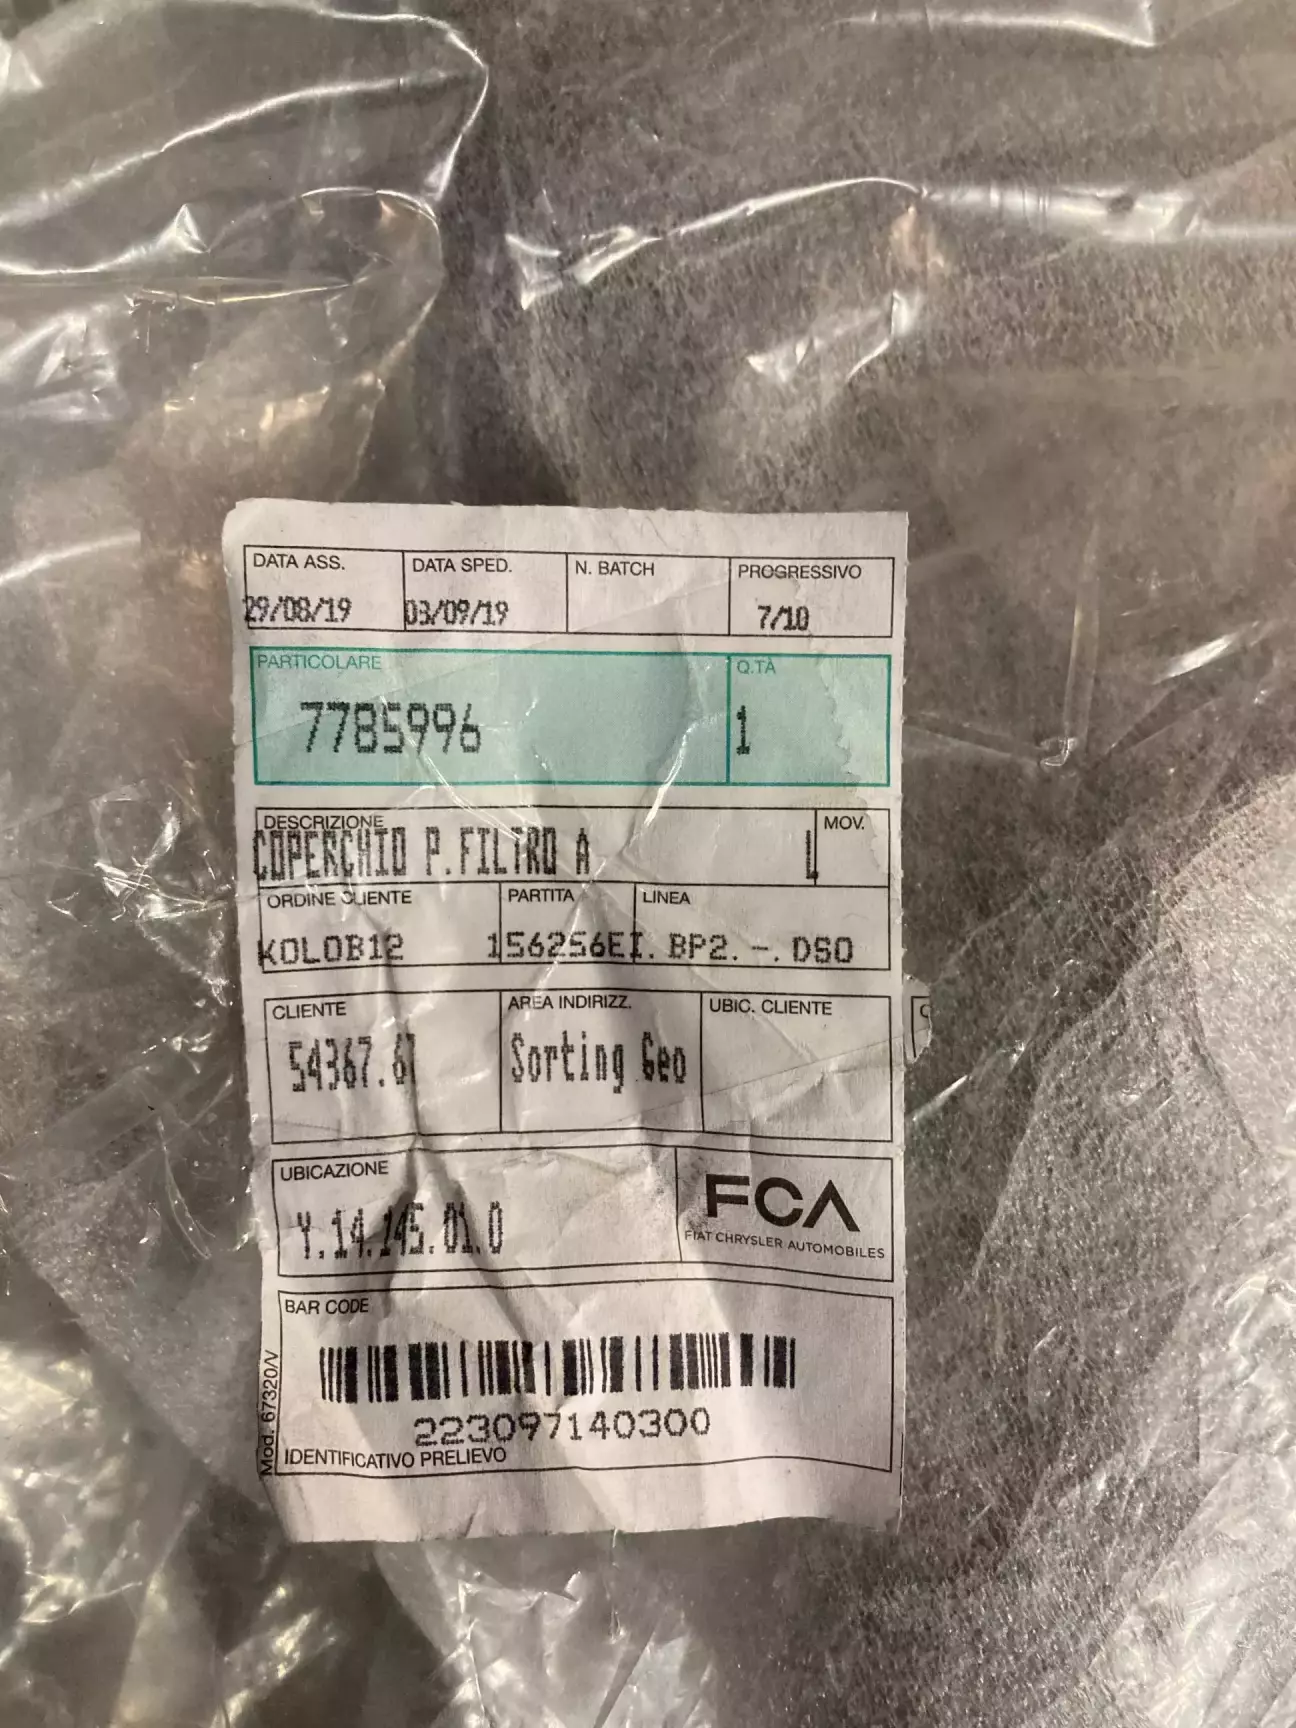 DATA ASS. DATA SPED. N. BATCH PROGRESSIVO
29/08/19 03/09/19 7/10
PARTICOLARE Q.TÀ
7785996 1
DESCRIZIONE MOV.
COPERCHIO P.FILTRO A L
ORDINE CLIENTE PARTITA LINEA
KOLOB12 156256EI. BP2. -. DSO
CLIENTE AREA INDIRIZZ. UBIC. CLIENTE
54367.61 Sorting Geo
UBICAZIONE
Y.14.145.01.0
FCA
FIAT CHRYSLER AUTOMOBILES
BAR CODE
223097140300
IDENTIFICATIVO PRELIEVO
Mod. 67320/V